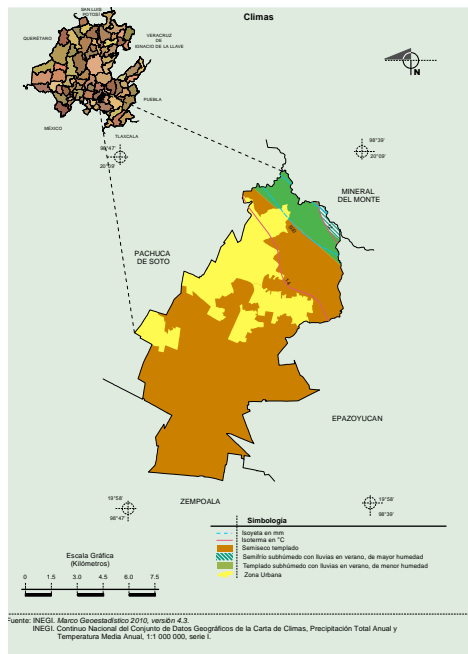 Climas
SAN LUIS
POTOSÍ
QUERÉTARO
VERACRUZ
DE
IGNACIO DE LA LLAVE
PUEBLA
MÉXICO
TLAXCALA
N
98°47'
20°09'
98°39'
20°09'
MINERAL
DEL MONTE
PACHUCA
DE SOTO
14
EPAZOYUCAN
ZEMPOALA
19°58'
98°47'
19°58'
98°39'
Simbología
Isoyeta en mm
Isoterma en °C
Semiseco templado
Semifrío subhúmedo con lluvias en verano, de mayor humedad
Templado subhúmedo con lluvias en verano, de menor humedad
Zona Urbana
Escala Gráfica
(Kilómetros)
0 1.5 3.0 4.5 6.0 7.5
Fuente: INEGI. Marco Geoestadístico 2010, versión 4.3.
INEGI. Continuo Nacional del Conjunto de Datos Geográficos de la Carta de Climas, Precipitación Total Anual y
Temperatura Media Anual, 1:1 000 000, serie I.